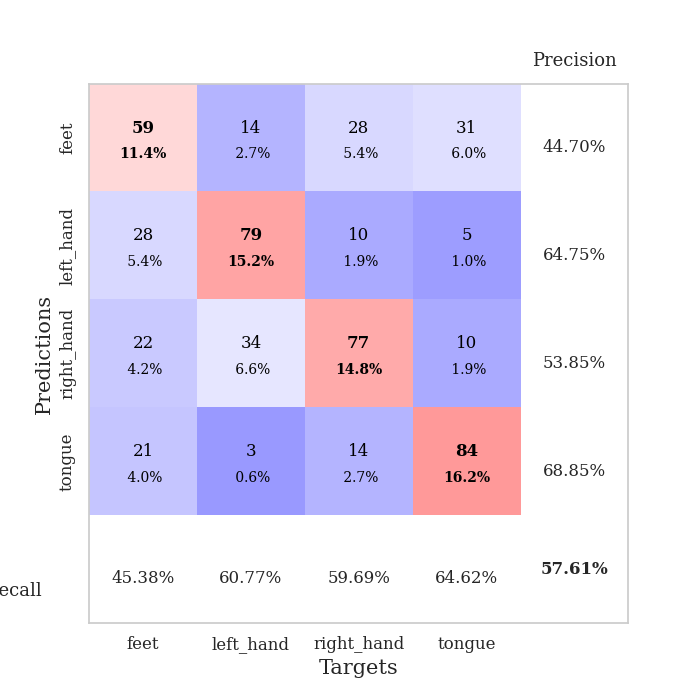 Precision
feet 59 14 28 31 44.70%
11.4% 2.7% 5.4% 6.0%
left_hand 28 79 10 5 64.75%
5.4% 15.2% 1.9% 1.0%
right_hand 22 34 77 10 53.85%
4.2% 6.6% 14.8% 1.9%
tongue 21 3 14 84 68.85%
4.0% 0.6% 2.7% 16.2%
Predictions
ecall 45.38% 60.77% 59.69% 64.62% 57.61%
feet left_hand right_hand tongue
Targets